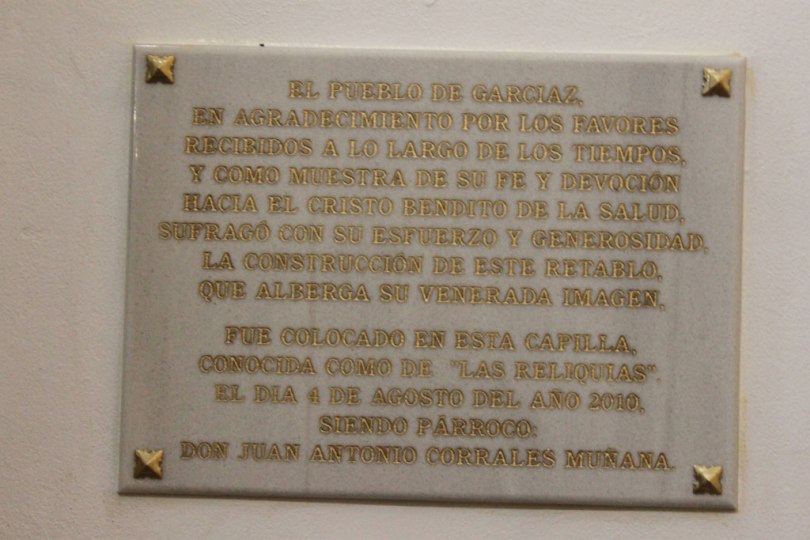 EL PUEBLO DE GARCIAZ,
EN AGRADECIMIENTO POR LOS FAVORES
RECIBIDOS A LO LARGO DE LOS TIEMPOS,
Y COMO MUESTRA DE SU FE Y DEVOCIÓN
HACIA EL CRISTO BENDITO DE LA SALUD,
SUFRAGÓ CON SU ESFUERZO Y GENEROSIDAD,
LA CONSTRUCCIÓN DE ESTE RETABLO,
QUE ALBERGA SU VENERADA IMAGEN.
FUE COLOCADO EN ESTA CAPILLA,
CONOCIDA COMO DE "LAS RELIQUIAS",
EL DIA 4 DE AGOSTO DEL AÑO 2010,
SIENDO PÁRROCO:
DON JUAN ANTONIO CORRALES MUÑANA.